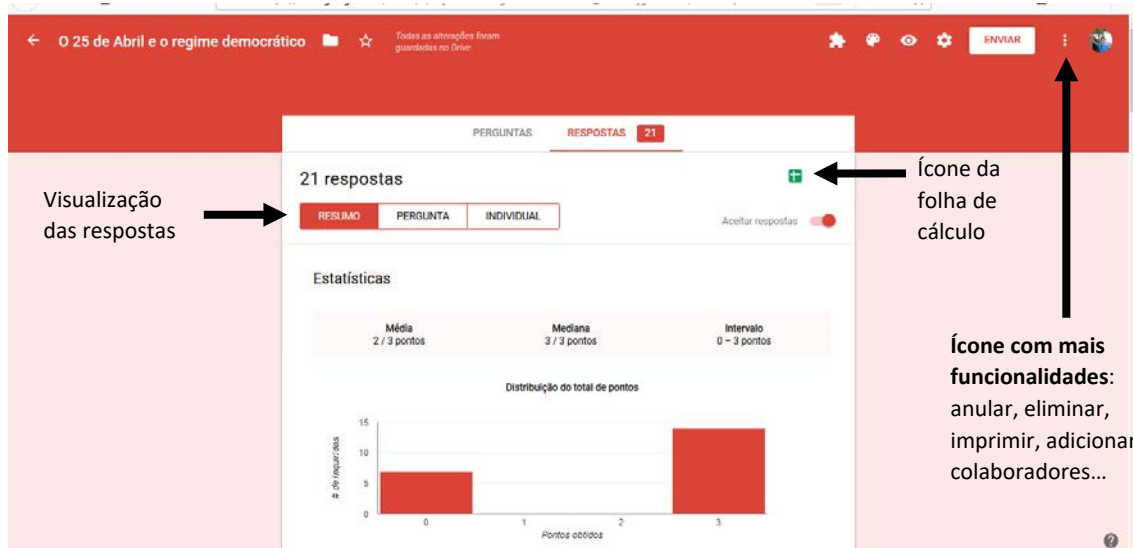 O 25 de Abril e o regime democrático
Todas as alterações foram
guardadas no Drive
ENVIAR
PERGUNTAS RESPOSTAS 21
21 respostas
RESUMO PERGUNTA INDIVIDUAL
Aceitar respostas
Visualização
das respostas
Ícone da
folha de
cálculo
Estatísticas
Média
2 / 3 pontos
Mediana
3 / 3 pontos
Intervalo
0 – 3 pontos
Ícone com mais
funcionalidades:
anular, eliminar,
imprimir, adicionar
colaboradores…
Distribuição do total de pontos
# de inquiridos
15
10
5
0
0 1 2 3
Pontos obtidos